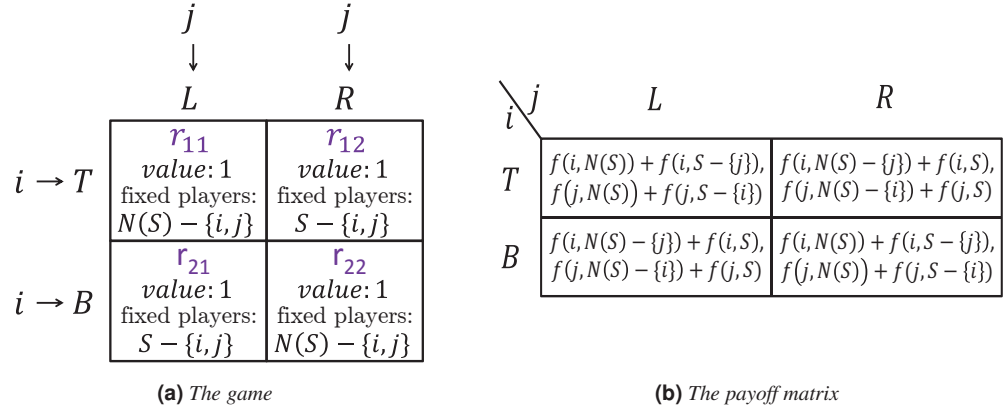 j j
↓ ↓
L R
i → T
r₁₁
value: 1
fixed players:
N(S) − {i, j}
r₁₂
value: 1
fixed players:
S − {i, j}
i → B
r₂₁
value: 1
fixed players:
S − {i, j}
r₂₂
value: 1
fixed players:
N(S) − {i, j}
(a) The game
j
i
L R
T
f(i, N(S)) + f(i, S − {j}),
f(j, N(S)) + f(j, S − {i})
f(i, N(S) − {j}) + f(i, S),
f(j, N(S) − {i}) + f(j, S)
B
f(i, N(S) − {j}) + f(i, S),
f(j, N(S) − {i}) + f(j, S)
f(i, N(S)) + f(i, S − {j}),
f(j, N(S)) + f(j, S − {i})
(b) The payoff matrix